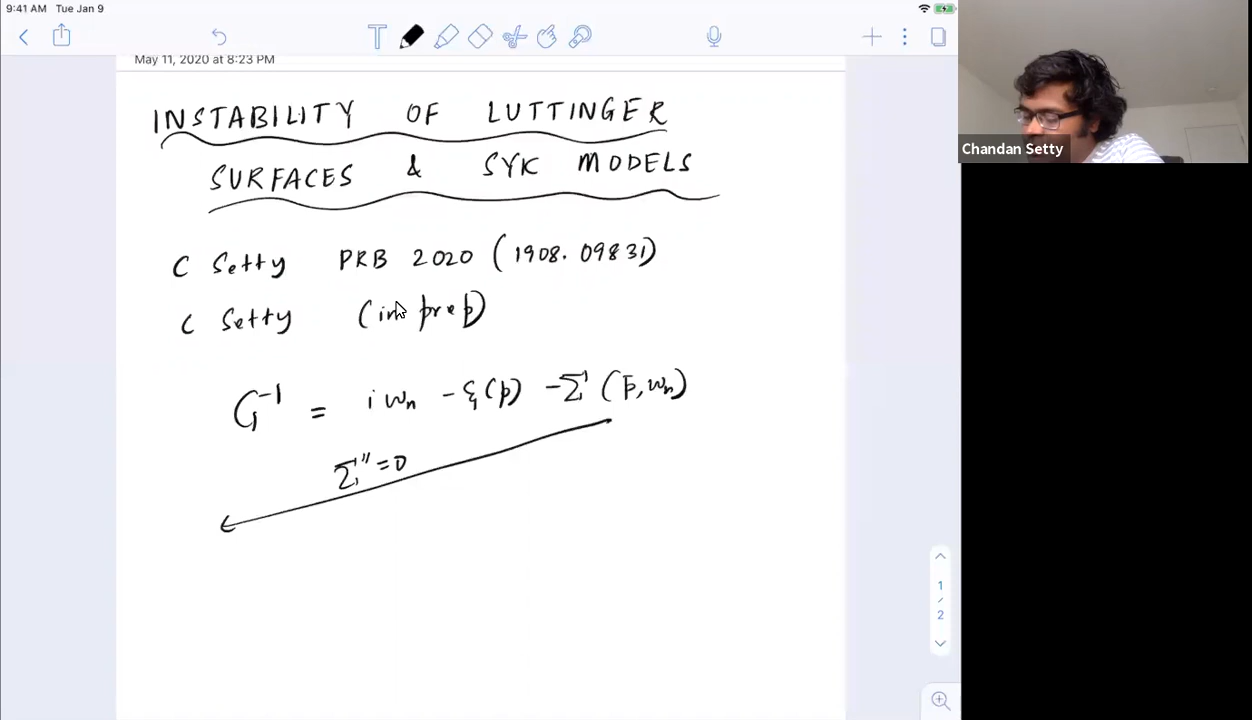 9:41 AM Tue Jan 9
May 11, 2020 at 8:23 PM
INSTABILITY OF LUTTINGER
SURFACES & SYK MODELS
C Setty PRB 2020 (1908.09831)
C Setty (in prep)
G⁻¹ = iωn - ξ(p) - Σ(p, ωn)
Σ'' = 0
Chandan Setty
1
/
2